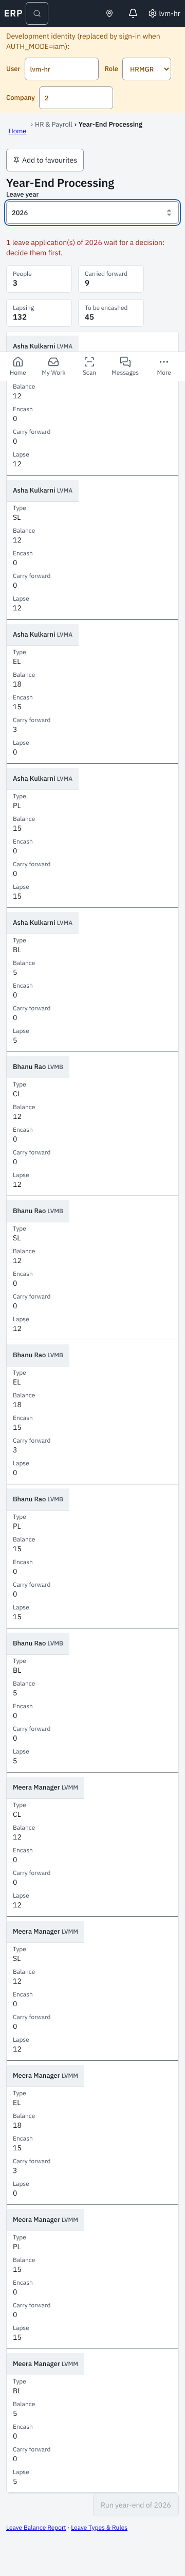 ERP
lvm-hr
Development identity (replaced by sign-in when AUTH_MODE=iam):
User
lvm-hr
Role
HRMGR
Company
2
Home › HR & Payroll › Year-End Processing
Add to favourites
Year-End Processing
Leave year
2026
1 leave application(s) of 2026 wait for a decision: decide them first.
People
3
Carried forward
9
Lapsing
132
To be encashed
45
Asha Kulkarni LVMA
Home
My Work
Scan
Messages
More
Balance
12
Encash
0
Carry forward
0
Lapse
12
Asha Kulkarni LVMA
Type
SL
Balance
12
Encash
0
Carry forward
0
Lapse
12
Asha Kulkarni LVMA
Type
EL
Balance
18
Encash
15
Carry forward
3
Lapse
0
Asha Kulkarni LVMA
Type
PL
Balance
15
Encash
0
Carry forward
0
Lapse
15
Asha Kulkarni LVMA
Type
BL
Balance
5
Encash
0
Carry forward
0
Lapse
5
Bhanu Rao LVMB
Type
CL
Balance
12
Encash
0
Carry forward
0
Lapse
12
Bhanu Rao LVMB
Type
SL
Balance
12
Encash
0
Carry forward
0
Lapse
12
Bhanu Rao LVMB
Type
EL
Balance
18
Encash
15
Carry forward
3
Lapse
0
Bhanu Rao LVMB
Type
PL
Balance
15
Encash
0
Carry forward
0
Lapse
15
Bhanu Rao LVMB
Type
BL
Balance
5
Encash
0
Carry forward
0
Lapse
5
Meera Manager LVMM
Type
CL
Balance
12
Encash
0
Carry forward
0
Lapse
12
Meera Manager LVMM
Type
SL
Balance
12
Encash
0
Carry forward
0
Lapse
12
Meera Manager LVMM
Type
EL
Balance
18
Encash
15
Carry forward
3
Lapse
0
Meera Manager LVMM
Type
PL
Balance
15
Encash
0
Carry forward
0
Lapse
15
Meera Manager LVMM
Type
BL
Balance
5
Encash
0
Carry forward
0
Lapse
5
Run year-end of 2026
Leave Balance Report · Leave Types & Rules